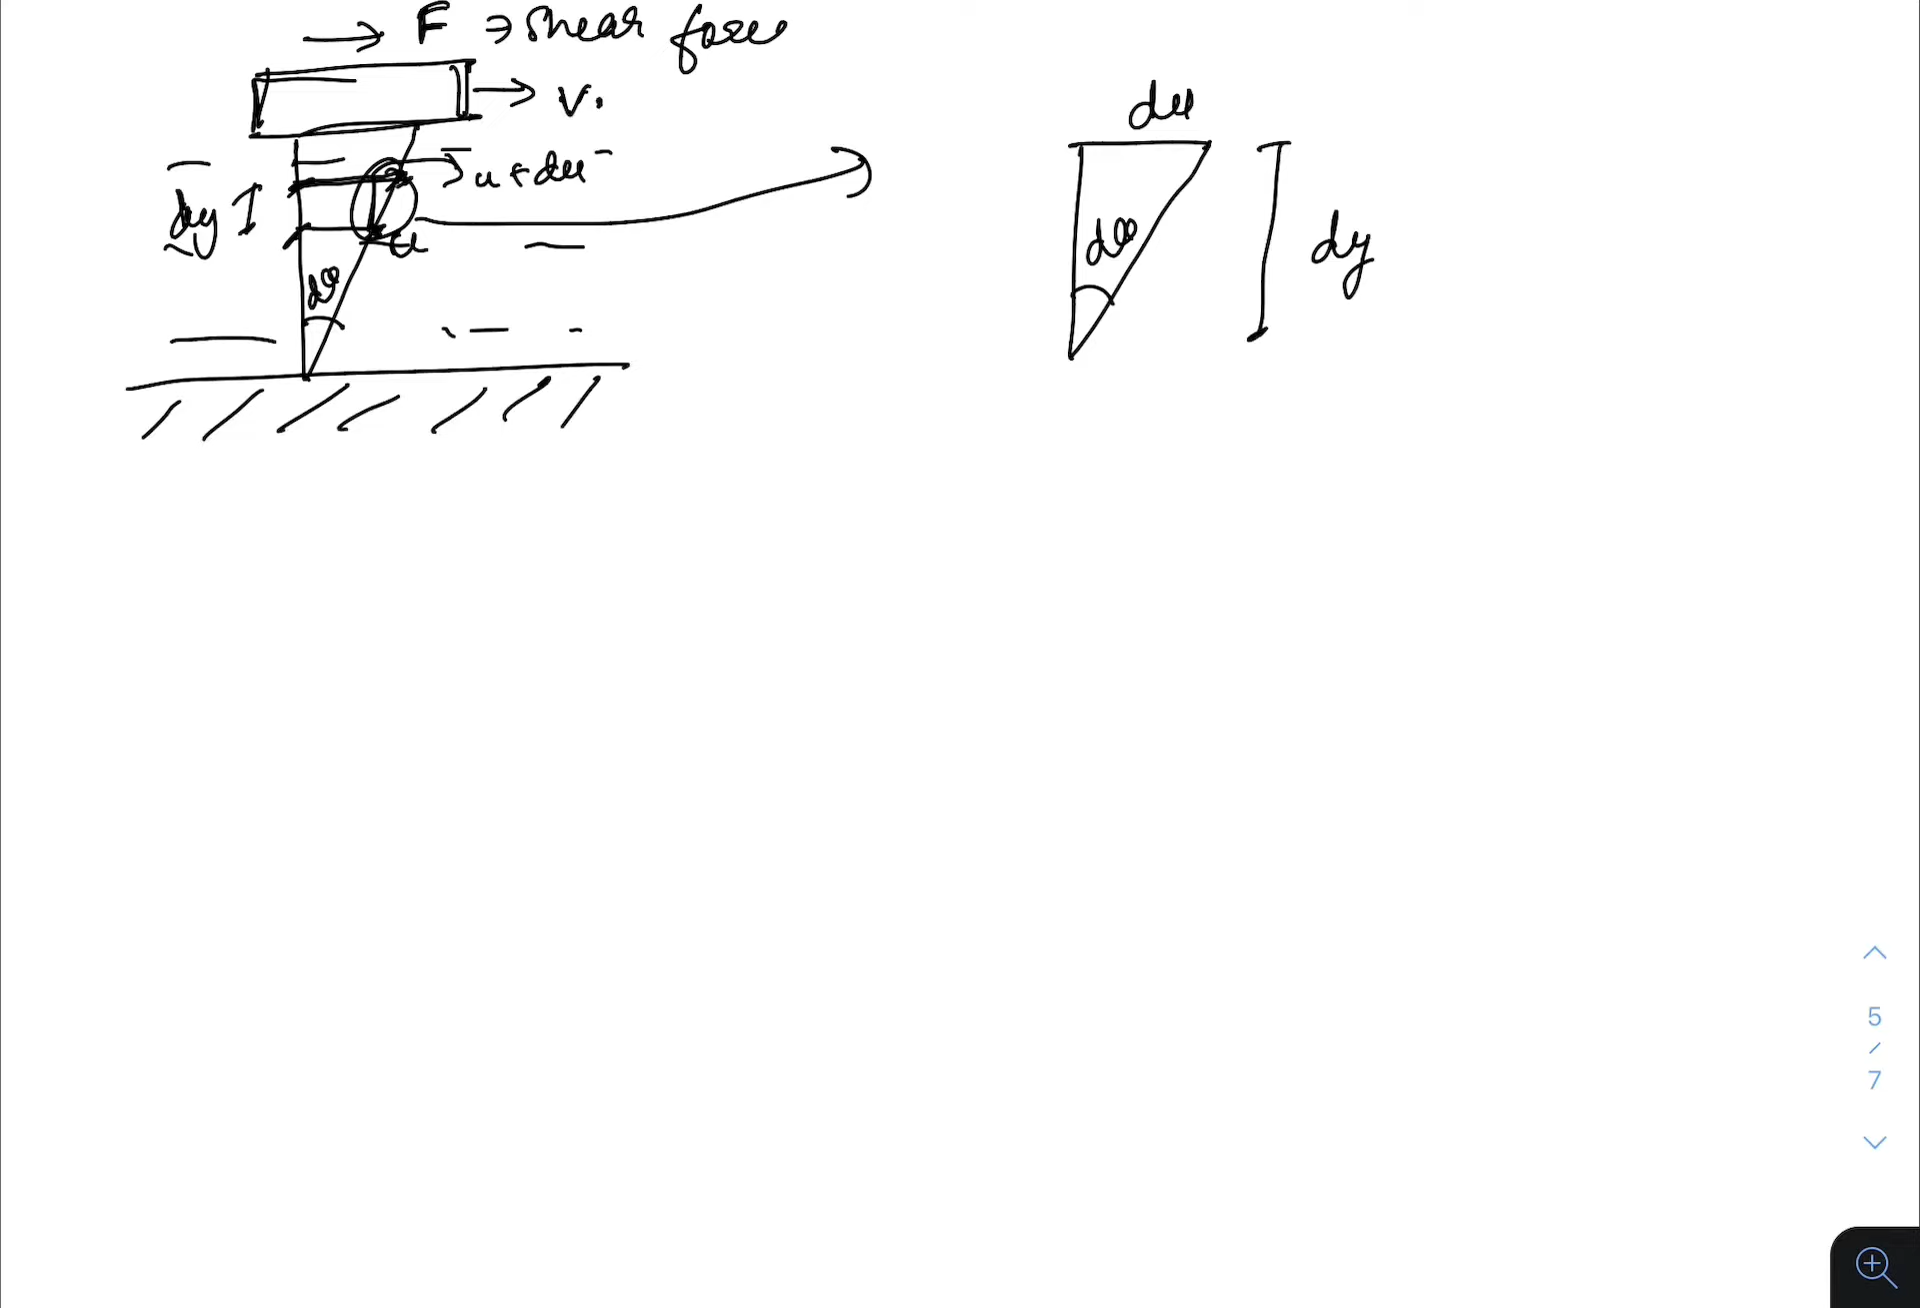 F → shear force
V.
u + du
dy
u
dθ
du
dθ
dy
5
/
7